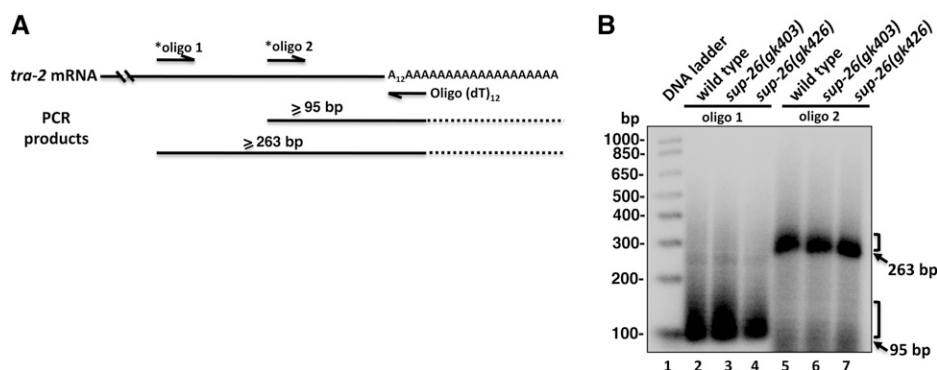 A
*oligo 1
*oligo 2
tra-2 mRNA
A12AAAAAAAAAAAAAAAAAA
Oligo (dT)12
PCR
products
≥ 95 bp
≥ 263 bp
B
DNA ladder
wild type
sup-26(gk403)
sup-26(gk426)
wild type
sup-26(gk403)
sup-26(gk426)
bp
oligo 1
oligo 2
1000-
850-
650-
500-
400-
300-
200-
100-
263 bp
95 bp
1 2 3 4 5 6 7